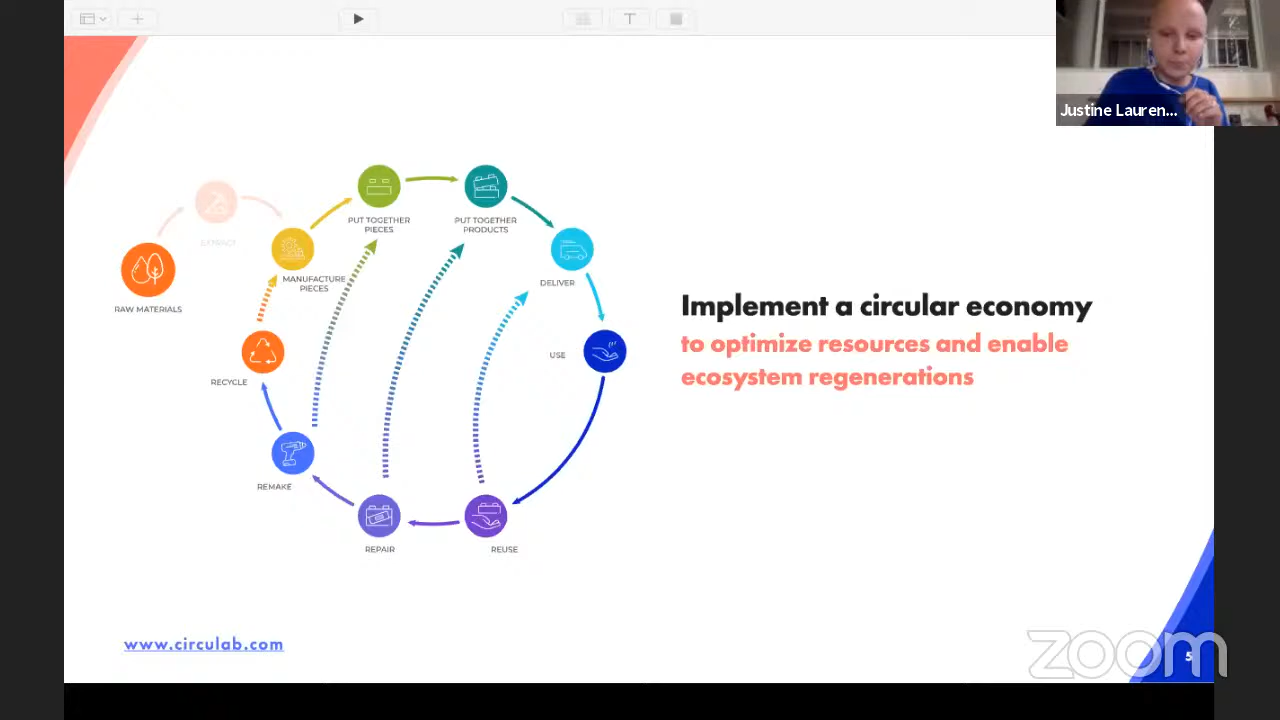 Justine Lauren...
PUT TOGETHER
PIECES
PUT TOGETHER
PRODUCTS
EXTRACT
MANUFACTURE
PIECES
DELIVER
RAW MATERIALS
USE
RECYCLE
REMAKE
REPAIR
REUSE
Implement a circular economy
to optimize resources and enable
ecosystem regenerations
www.circulab.com
zoom
5
T